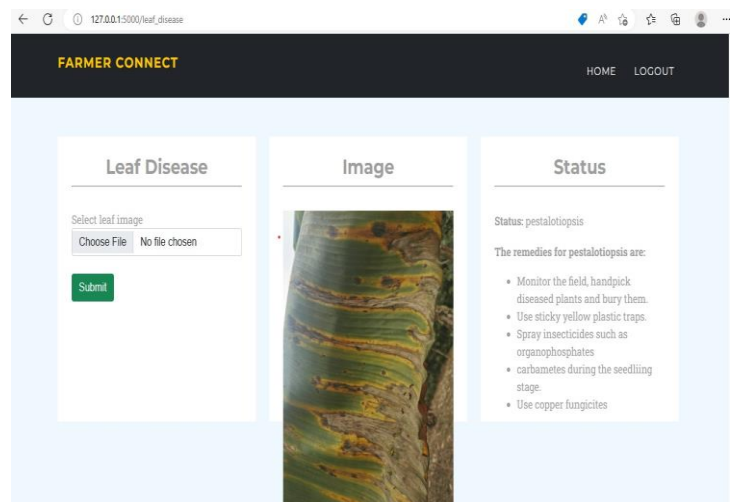 127.0.0.1:5000/leaf_disease
FARMER CONNECT
HOME LOGOUT
Leaf Disease
Select leaf image
Choose File No file chosen
Submit
Image
Status
Status: pestalotiopsis
The remedies for pestalotiopsis are:
Monitor the field, handpick
diseased plants and bury them.
Use sticky yellow plastic traps.
Spray insecticides such as
organophosphates
carbametes during the seedliing
stage.
Use copper fungicites